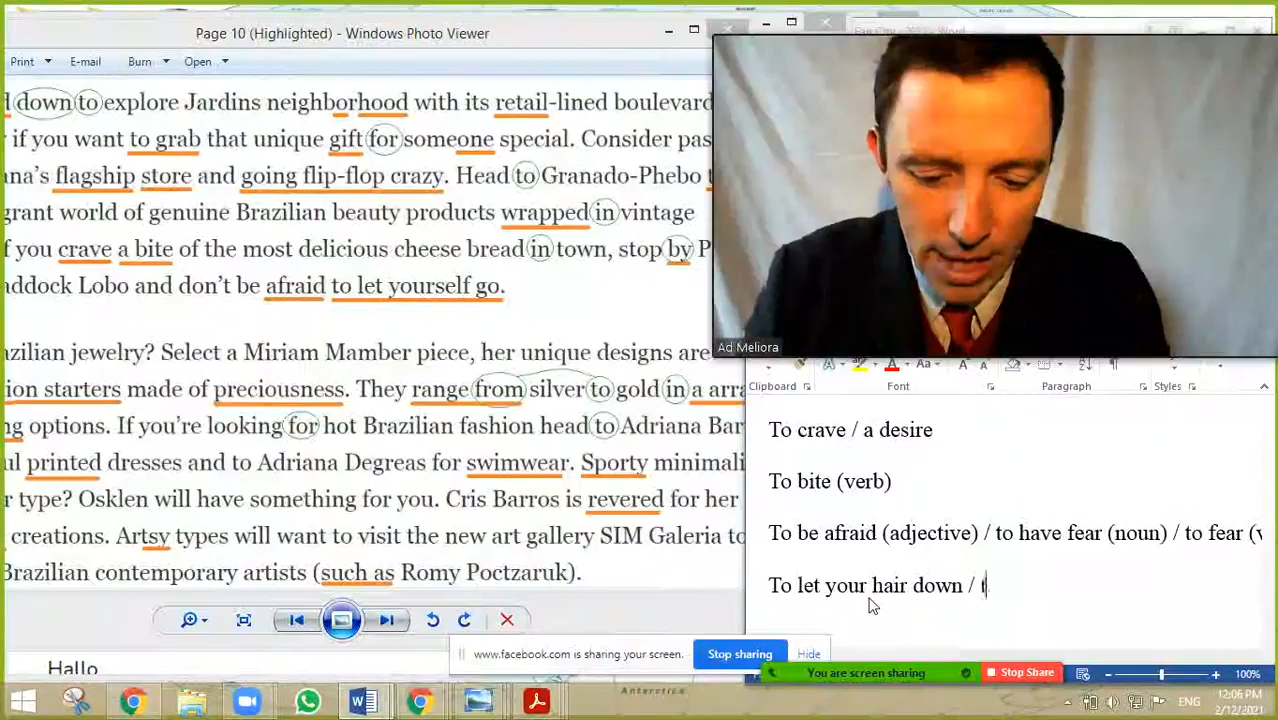 Page 10 (Highlighted) - Windows Photo Viewer
Print E-mail Burn Open
down to explore Jardins neighborhood with its retail-lined boulevard
if you want to grab that unique gift for someone special. Consider pas
ana's flagship store and going flip-flop crazy. Head to Granado-Phebo
grant world of genuine Brazilian beauty products wrapped in vintage
f you crave a bite of the most delicious cheese bread in town, stop by P
addock Lobo and don't be afraid to let yourself go.
azilian jewelry? Select a Miriam Mamber piece, her unique designs are
ion starters made of preciousness. They range from silver to gold in a arra
ng options. If you're looking for hot Brazilian fashion head to Adriana Bar
ul printed dresses and to Adriana Degreas for swimwear. Sporty minimali
r type? Osklen will have something for you. Cris Barros is revered for her
creations. Artsy types will want to visit the new art gallery SIM Galeria to
Brazilian contemporary artists (such as Romy Poctzaruk).
Hallo
Ad Meliora
Clipboard Font Paragraph Styles
To crave / a desire
To bite (verb)
To be afraid (adjective) / to have fear (noun) / to fear (v
To let your hair down / t
www.facebook.com is sharing your screen. Stop sharing Hide
You are screen sharing Stop Share
100%
Antarctica
ENG
12:06 PM
2/12/2021